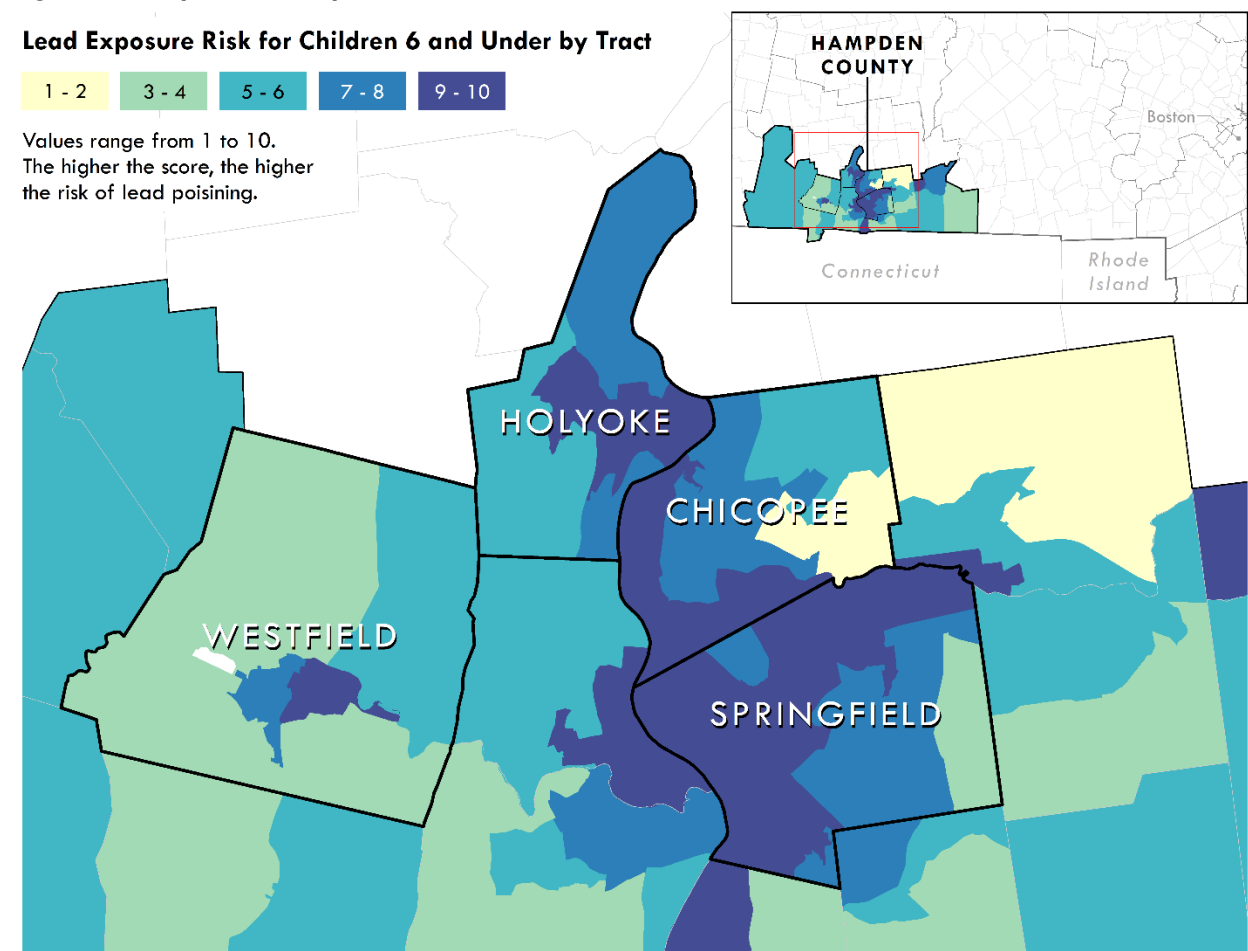 Lead Exposure Risk for Children 6 and Under by Tract
1 - 2
3 - 4
5 - 6
7 - 8
9 - 10
Values range from 1 to 10.
The higher the score, the higher
the risk of lead poisining.
HAMPDEN
COUNTY
Boston
Connecticut
Rhode
Island
HOLYOKE
CHICOPEE
WESTFIELD
SPRINGFIELD